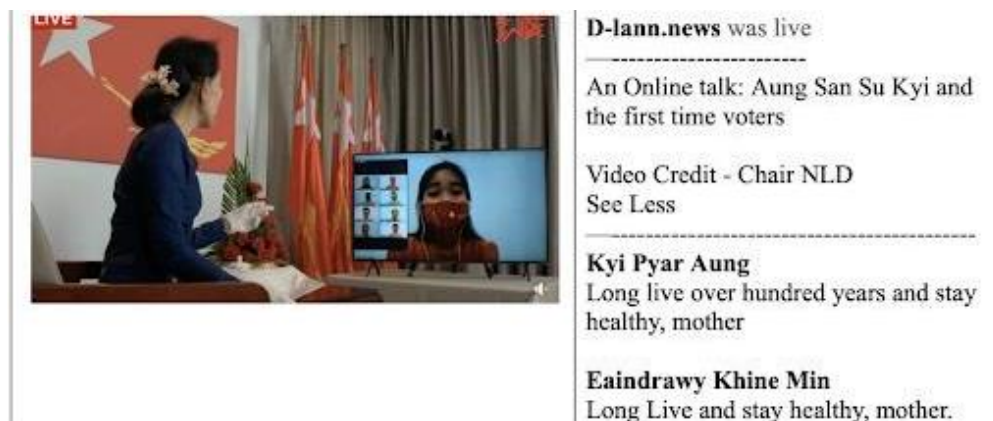 LIVE
D-lann.news was live
-----------------------
An Online talk: Aung San Su Kyi and
the first time voters
Video Credit - Chair NLD
See Less
-------------------------------------------
Kyi Pyar Aung
Long live over hundred years and stay
healthy, mother
Eaindrawy Khine Min
Long Live and stay healthy, mother.